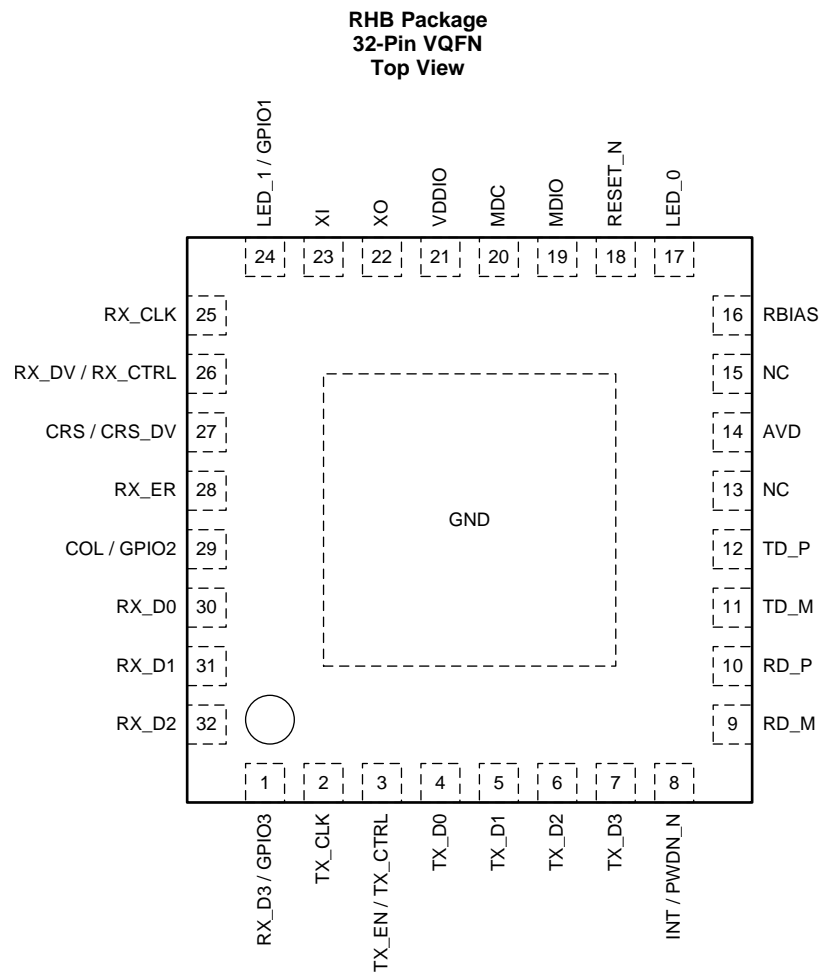 RHB Package
32-Pin VQFN
Top View
LED_1 / GPIO1
XI
XO
VDDIO
MDC
MDIO
RESET_N
LED_0
24
23
22
21
20
19
18
17
RX_CLK
25
RX_DV / RX_CTRL
26
CRS / CRS_DV
27
RX_ER
28
COL / GPIO2
29
RX_D0
30
RX_D1
31
RX_D2
32
GND
16
RBIAS
15
NC
14
AVD
13
NC
12
TD_P
11
TD_M
10
RD_P
9
RD_M
1
2
3
4
5
6
7
8
RX_D3 / GPIO3
TX_CLK
TX_EN / TX_CTRL
TX_D0
TX_D1
TX_D2
TX_D3
INT / PWDN_N